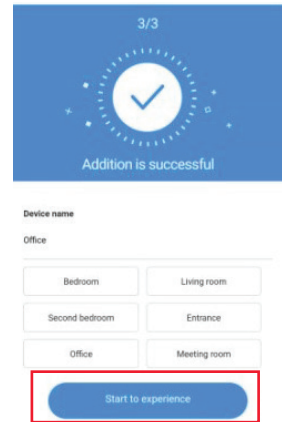 3/3
Addition is successful
Device name
Office
Bedroom Living room
Second bedroom Entrance
Office Meeting room
Start to experience